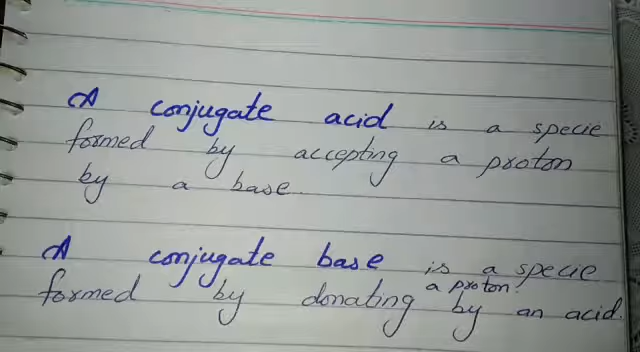 A conjugate acid is a specie
formed by accepting a proton
by a base.
A conjugate base is a specie
a proton.
formed by donating by an acid.